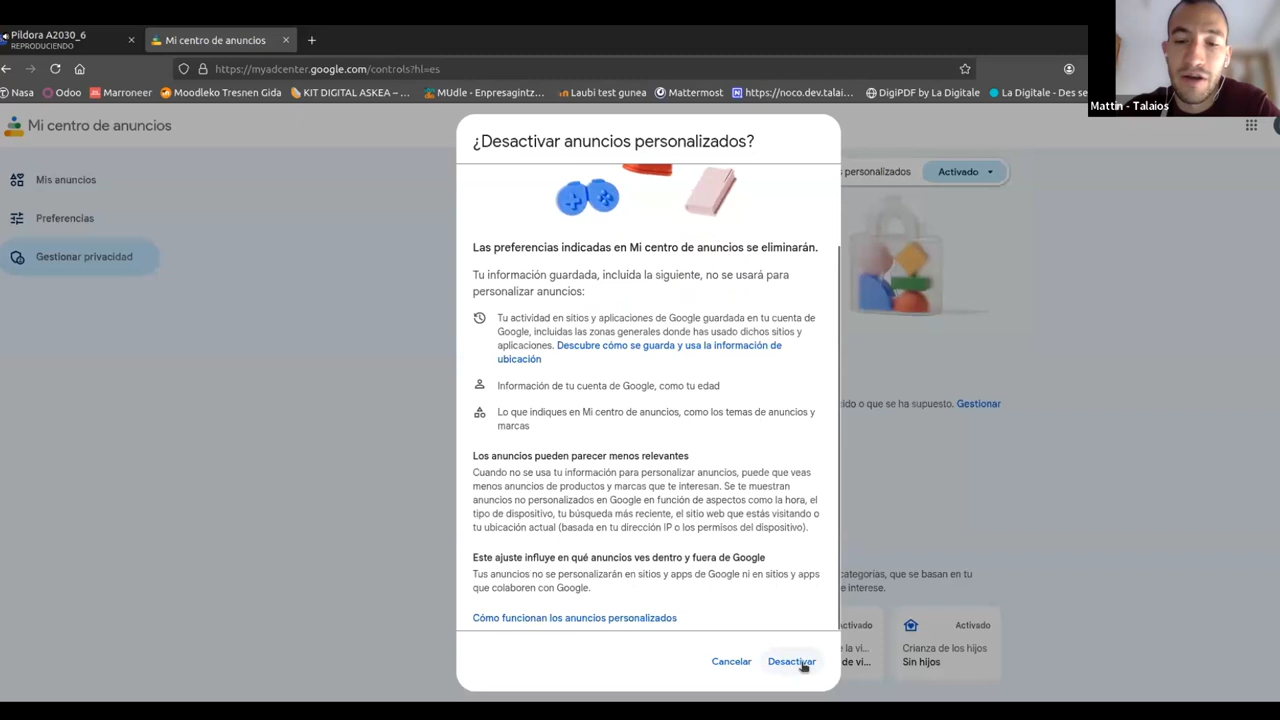 Píldora A2030_6
REPRODUCIENDO
Mi centro de anuncios
https://myadcenter.google.com/controls?hl=es
Nasa
Odoo
Marroneer
Moodleko Tresnen Gida
KIT DIGITAL ASKEA – ...
MUdle - Enpresagintz...
Laubi test gunea
Mattermost
https://noco.dev.talai...
DigiPDF by La Digitale
La Digitale - Des se
Mattin - Talaios
Mi centro de anuncios
Mis anuncios
Preferencias
Gestionar privacidad
s personalizados
Activado
¿Desactivar anuncios personalizados?
Las preferencias indicadas en Mi centro de anuncios se eliminarán.
Tu información guardada, incluida la siguiente, no se usará para
personalizar anuncios:
Tu actividad en sitios y aplicaciones de Google guardada en tu cuenta de
Google, incluidas las zonas generales donde has usado dichos sitios y
aplicaciones. Descubre cómo se guarda y usa la información de
ubicación
Información de tu cuenta de Google, como tu edad
Lo que indiques en Mi centro de anuncios, como los temas de anuncios y
marcas
Los anuncios pueden parecer menos relevantes
Cuando no se usa tu información para personalizar anuncios, puede que veas
menos anuncios de productos y marcas que te interesan. Se te muestran
anuncios no personalizados en Google en función de aspectos como la hora, el
tipo de dispositivo, tu búsqueda más reciente, el sitio web que estás visitando o
tu ubicación actual (basada en tu dirección IP o los permisos del dispositivo).
Este ajuste influye en qué anuncios ves dentro y fuera de Google
Tus anuncios no se personalizarán en sitios y apps de Google ni en sitios y apps
que colaboren con Google.
Cómo funcionan los anuncios personalizados
Cancelar
Desactivar
cido o que se ha supuesto. Gestionar
categorías, que se basan en tu
e interese.
Activado
e la vi...
de vi...
Activado
Crianza de los hijos
Sin hijos